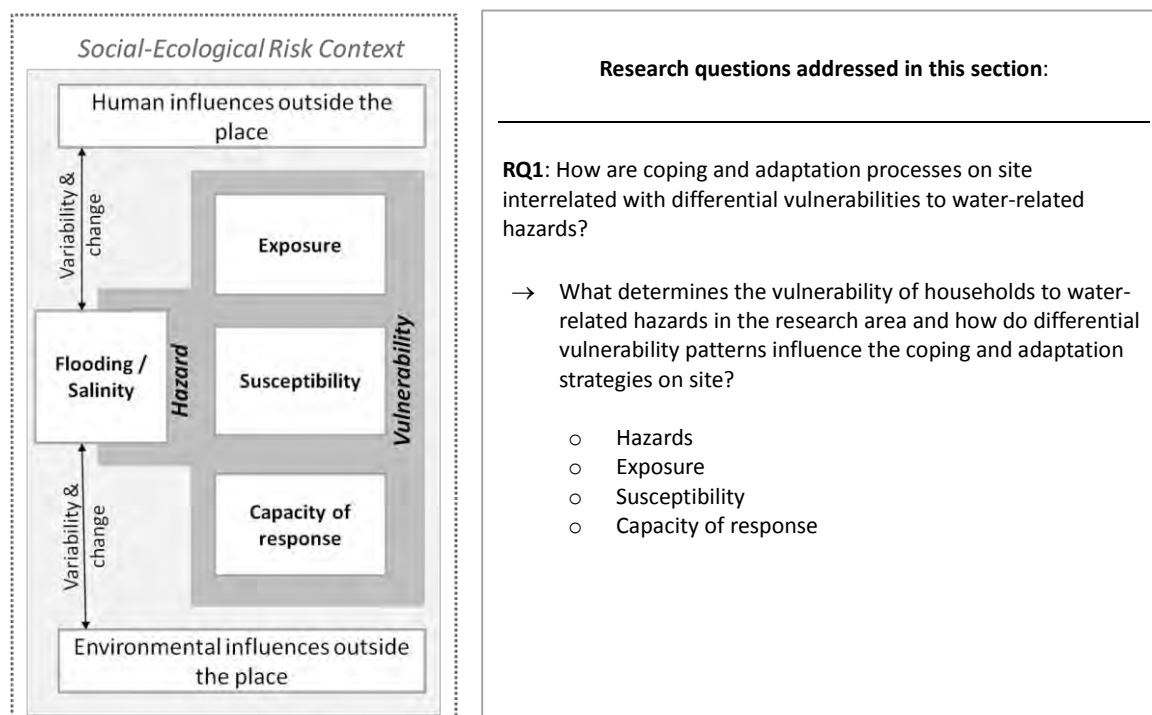 Social-Ecological Risk Context
Human influences outside the
place
Variability &
change
Exposure
Flooding /
Salinity
Hazard
Susceptibility
Vulnerability
Capacity of
response
Variability &
change
Environmental influences outside
the place
Research questions addressed in this section:
RQ1: How are coping and adaptation processes on site
interrelated with differential vulnerabilities to water-related
hazards?
→ What determines the vulnerability of households to water-
related hazards in the research area and how do differential
vulnerability patterns influence the coping and adaptation
strategies on site?
o Hazards
o Exposure
o Susceptibility
o Capacity of response